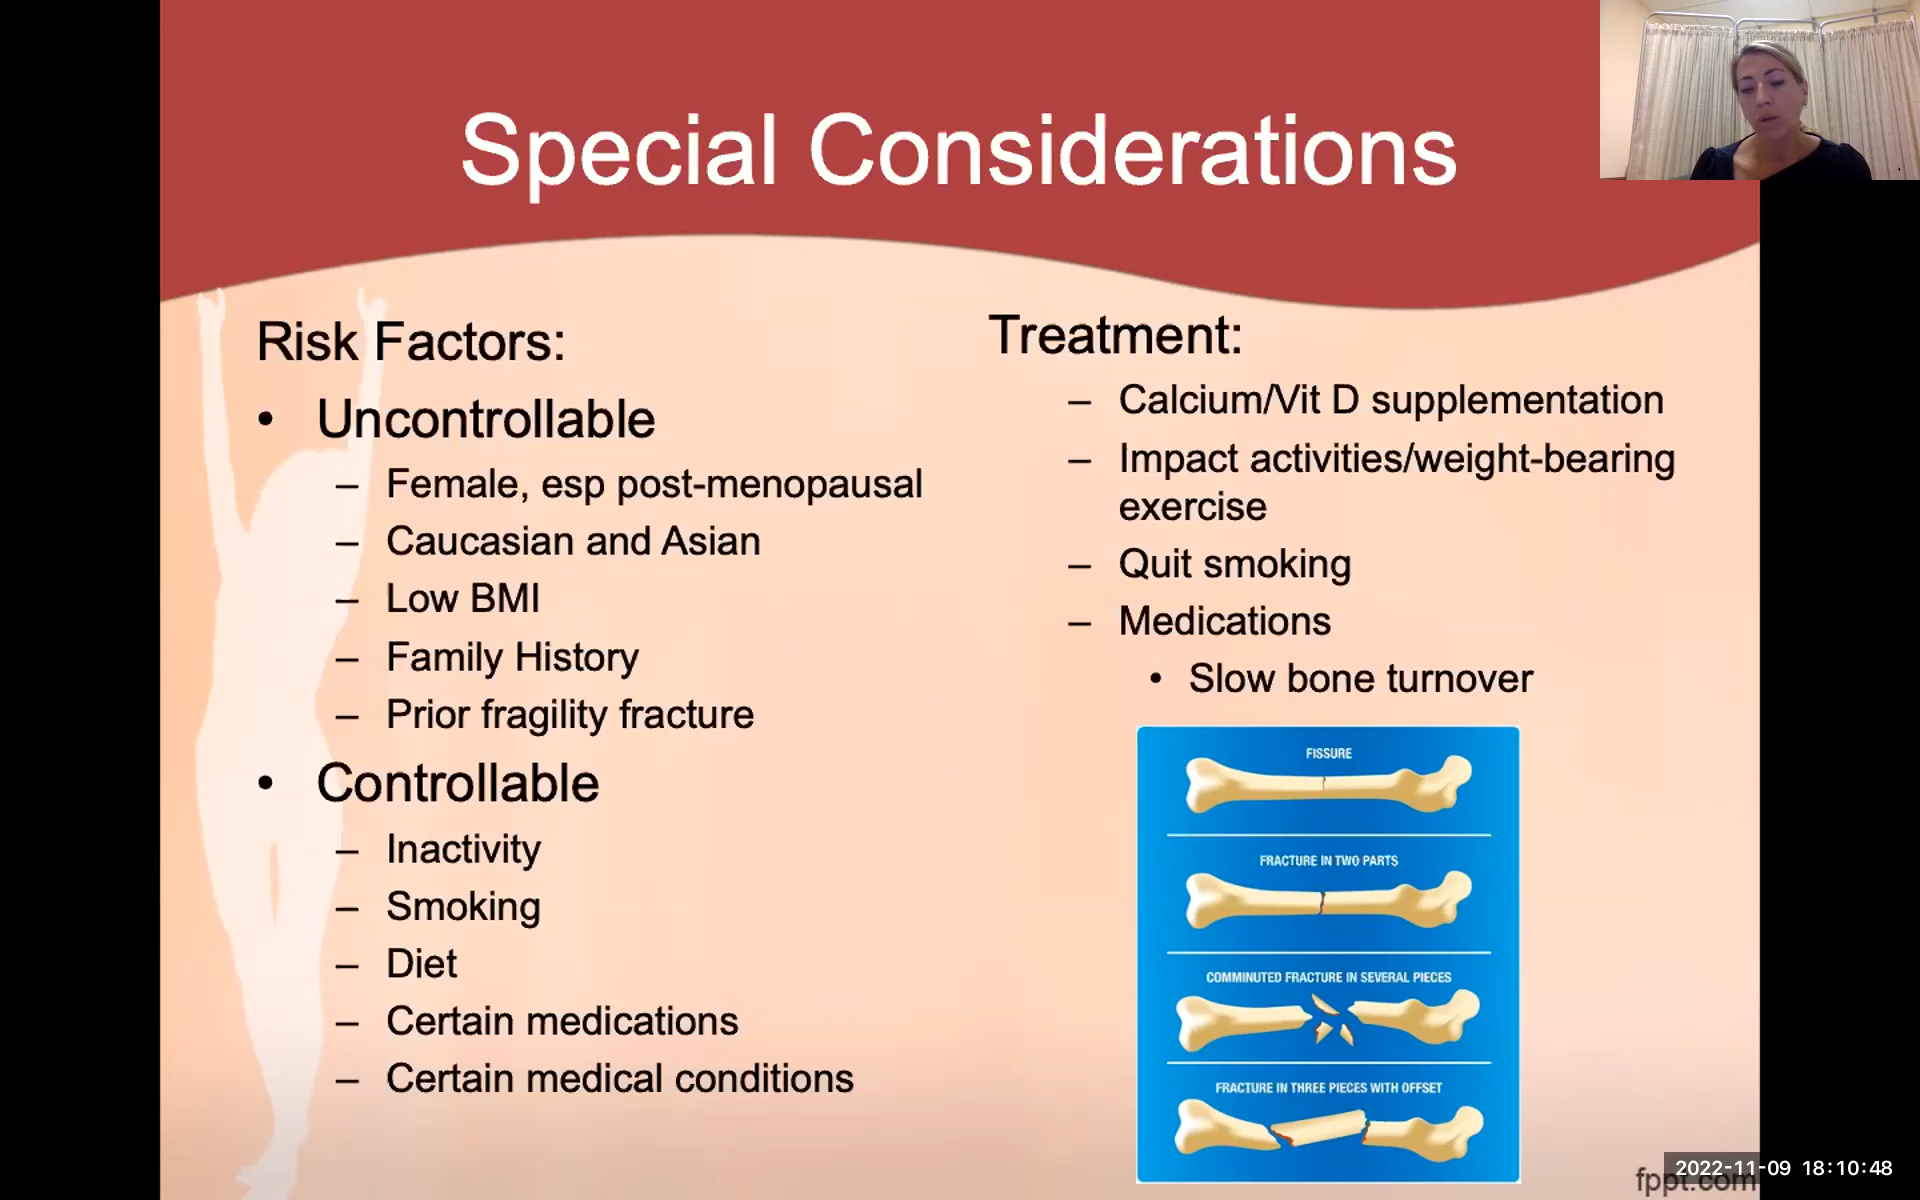 Special Considerations
Risk Factors:
• Uncontrollable
– Female, esp post-menopausal
– Caucasian and Asian
– Low BMI
– Family History
– Prior fragility fracture
• Controllable
– Inactivity
– Smoking
– Diet
– Certain medications
– Certain medical conditions
Treatment:
– Calcium/Vit D supplementation
– Impact activities/weight-bearing
exercise
– Quit smoking
– Medications
• Slow bone turnover
FISSURE
FRACTURE IN TWO PARTS
COMMINUTED FRACTURE IN SEVERAL PIECES
FRACTURE IN THREE PIECES WITH OFFSET
2022-11-09 18:10:48
fppt.com